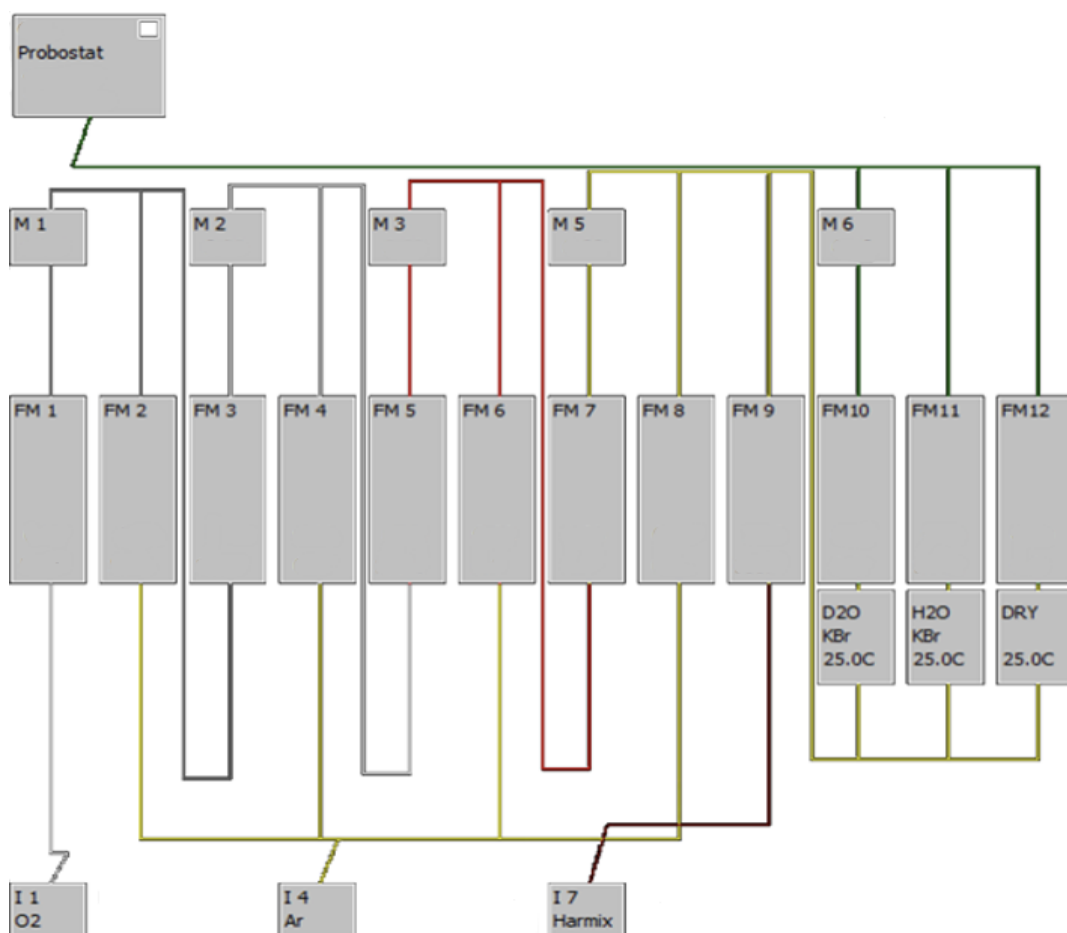 Probostat
M 1
M 2
M 3
M 5
M 6
FM 1
FM 2
FM 3
FM 4
FM 5
FM 6
FM 7
FM 8
FM 9
FM10
FM11
FM12
D2O
KBr
25.0C
H2O
KBr
25.0C
DRY
25.0C
I 1
O2
I 4
Ar
I 7
Harmix